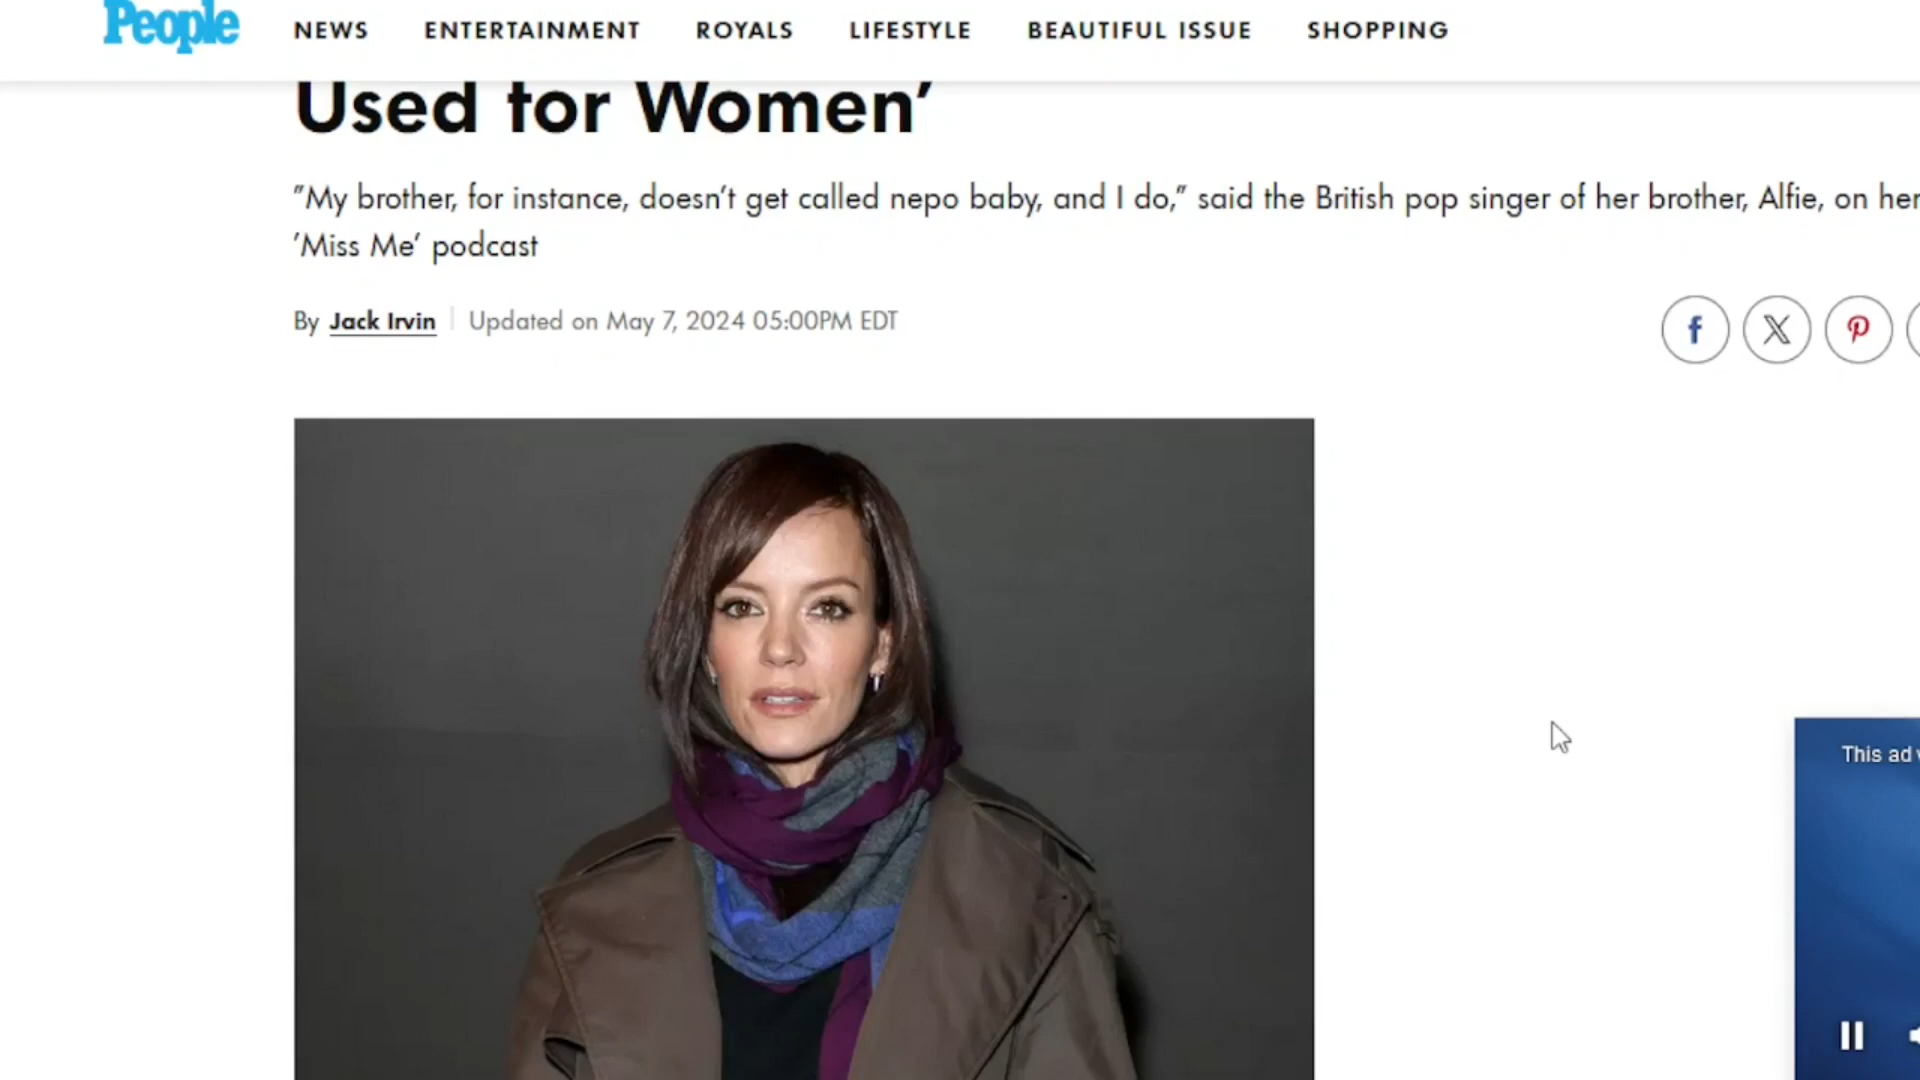 People NEWS ENTERTAINMENT ROYALS LIFESTYLE BEAUTIFUL ISSUE SHOPPING
Used for Women’
"My brother, for instance, doesn’t get called nepo baby, and I do," said the British pop singer of her brother, Alfie, on her
’Miss Me’ podcast
By Jack Irvin Updated on May 7, 2024 05:00PM EDT
This ad